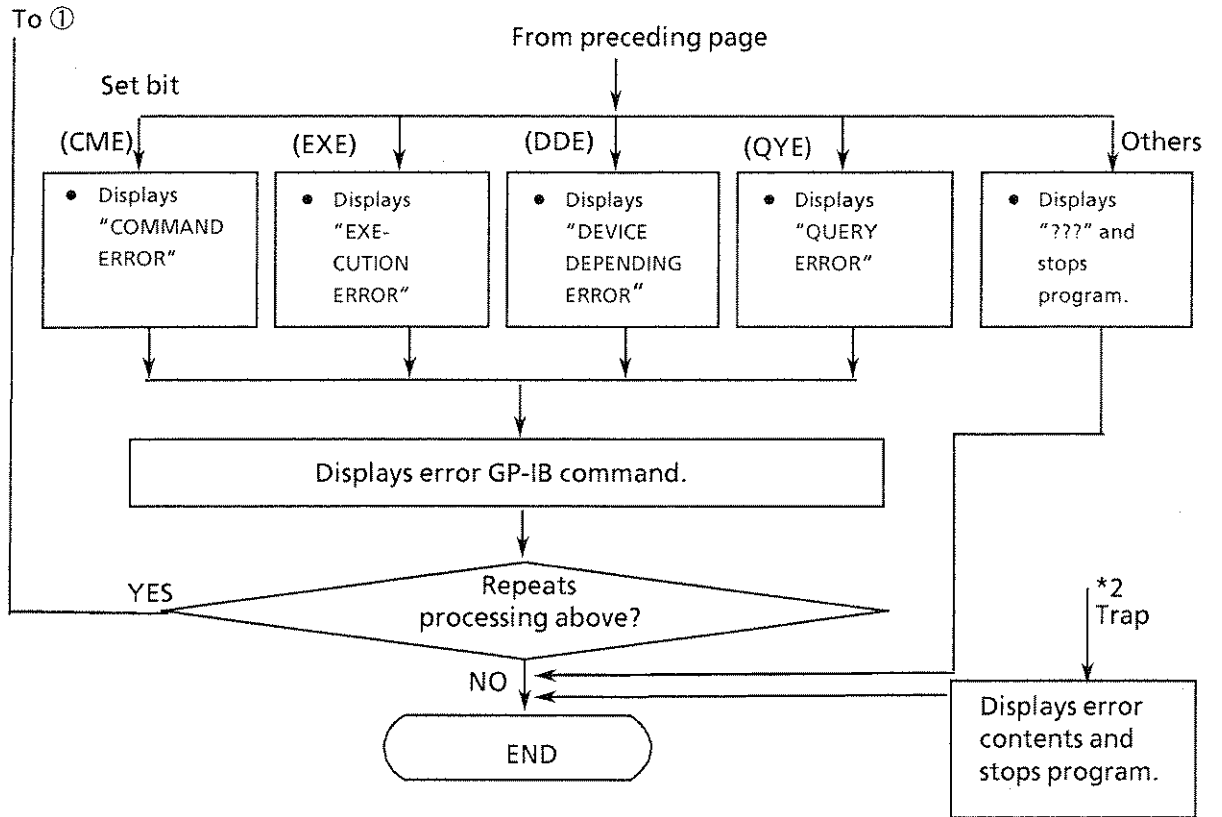 To ①
From preceding page
Set bit
(CME)
(EXE)
(DDE)
(QYE)
Others
● Displays
"COMMAND
ERROR"
● Displays
"EXE-
CUTION
ERROR"
● Displays
"DEVICE
DEPENDING
ERROR"
● Displays
"QUERY
ERROR"
● Displays
"???" and
stops
program.
Displays error GP-IB command.
YES
Repeats
processing above?
*2
Trap
NO
Displays error
contents and
stops program.
END